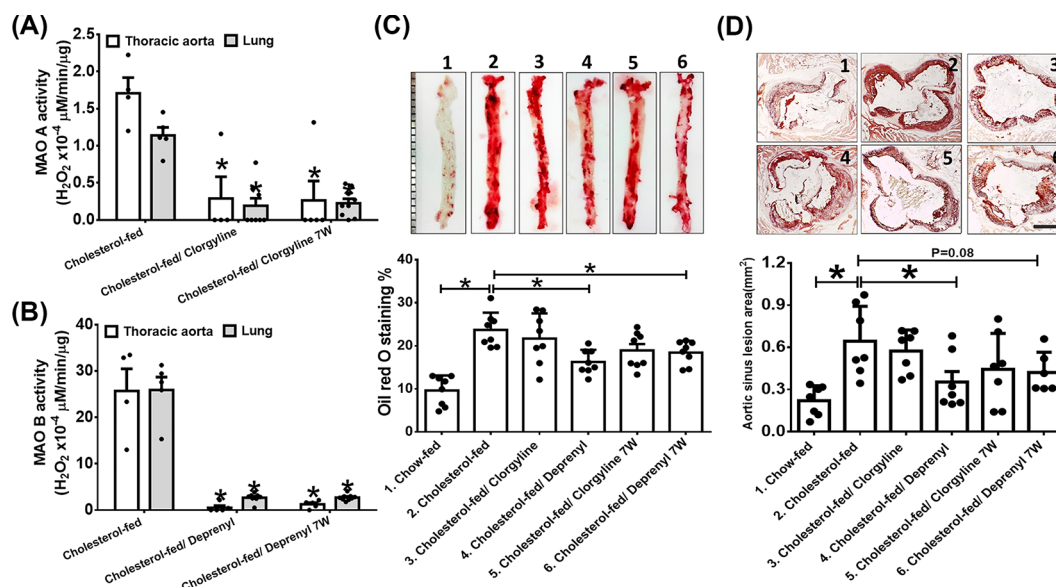 (A)
Thoracic aorta Lung
MAO A activity
(H₂O₂ x10⁻⁴ µM/min/µg)
2.5
2.0
1.5
1.0
0.5
0.0
* * *
Cholesterol-fed
Cholesterol-fed/ Clorgyline
Cholesterol-fed/ Clorgyline 7W
(B)
Thoracic aorta Lung
MAO B activity
(H₂O₂ x10⁻⁴ µM/min/µg)
40
30
20
10
0
* * * *
Cholesterol-fed
Cholesterol-fed/ Deprenyl
Cholesterol-fed/ Deprenyl 7W
(C)
1 2 3 4 5 6
Oil red O staining %
40
30
20
10
0
*
* *
1. Chow-fed
2. Cholesterol-fed
3. Cholesterol-fed/ Clorgyline
4. Cholesterol-fed/ Deprenyl
5. Cholesterol-fed/ Clorgyline 7W
6. Cholesterol-fed/ Deprenyl 7W
(D)
1 2 3
4 5 6
Aortic sinus lesion area(mm²)
1.2
0.9
0.6
0.3
0.0
P=0.08
* *
1. Chow-fed
2. Cholesterol-fed
3. Cholesterol-fed/ Clorgyline
4. Cholesterol-fed/ Deprenyl
5. Cholesterol-fed/ Clorgyline 7W
6. Cholesterol-fed/ Deprenyl 7W